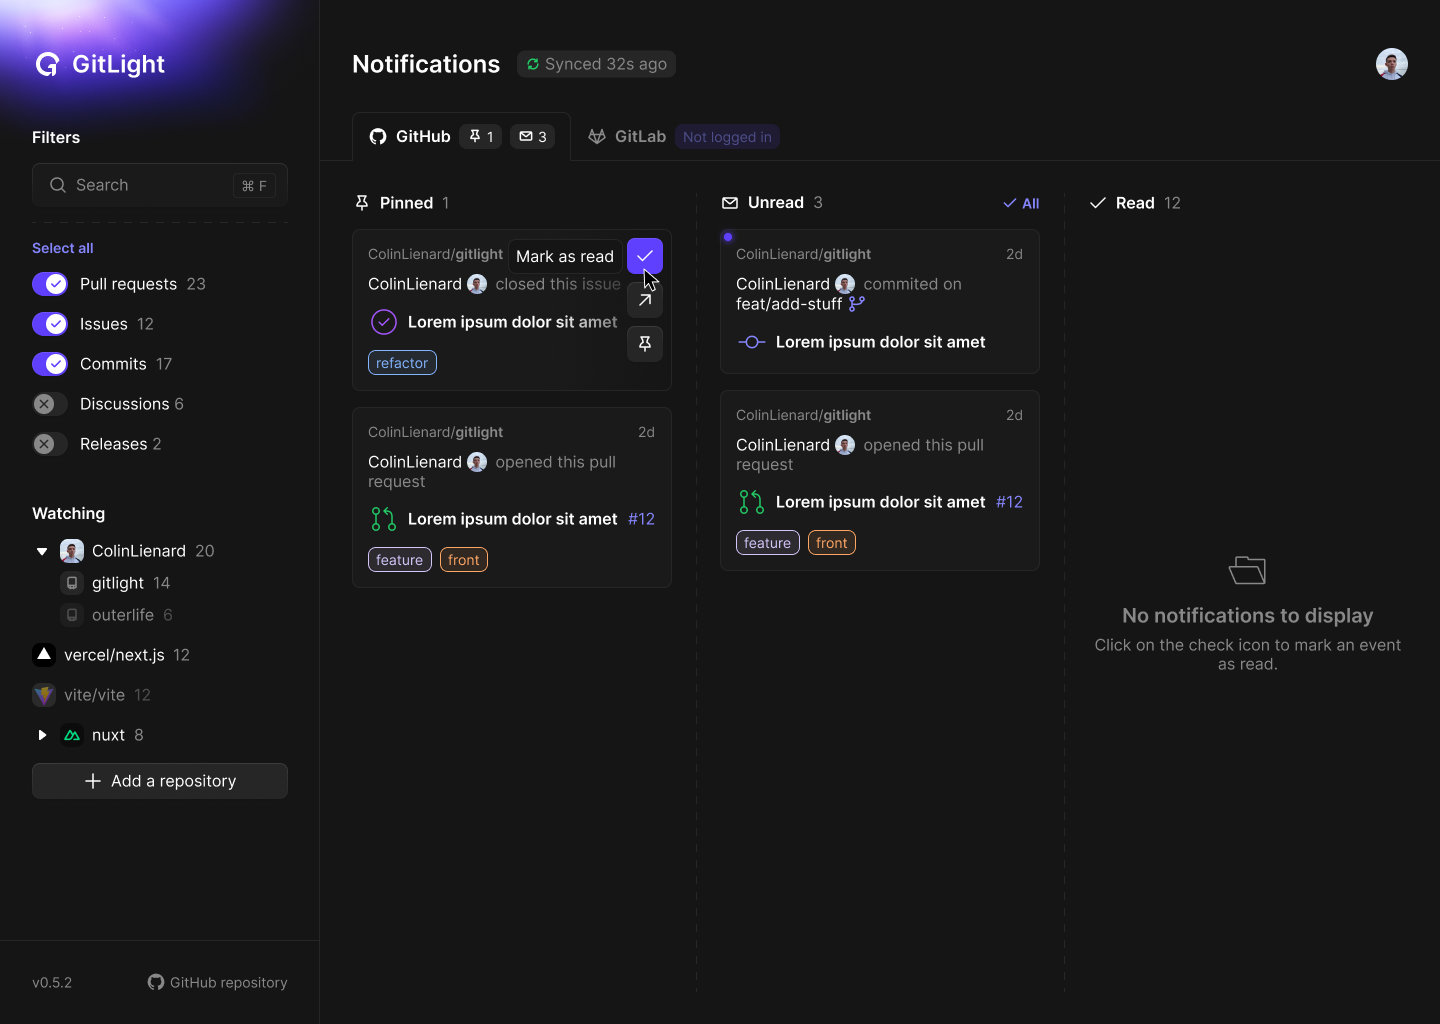 GitLight
Filters
Search
⌘ F
Select all
Pull requests 23
Issues 12
Commits 17
Discussions 6
Releases 2
Watching
ColinLienard 20
gitlight 14
outerlife 6
vercel/next.js 12
vite/vite 12
nuxt 8
Add a repository
v0.5.2
GitHub repository
Notifications
Synced 32s ago
GitHub 1 3
GitLab Not logged in
Pinned 1
ColinLienard/gitlight
Mark as read
ColinLienard closed this issue
Lorem ipsum dolor sit amet
refactor
ColinLienard/gitlight 2d
ColinLienard opened this pull
request
Lorem ipsum dolor sit amet #12
feature front
Unread 3
All
ColinLienard/gitlight 2d
ColinLienard commited on
feat/add-stuff
Lorem ipsum dolor sit amet
ColinLienard/gitlight 2d
ColinLienard opened this pull
request
Lorem ipsum dolor sit amet #12
feature front
Read 12
No notifications to display
Click on the check icon to mark an event
as read.